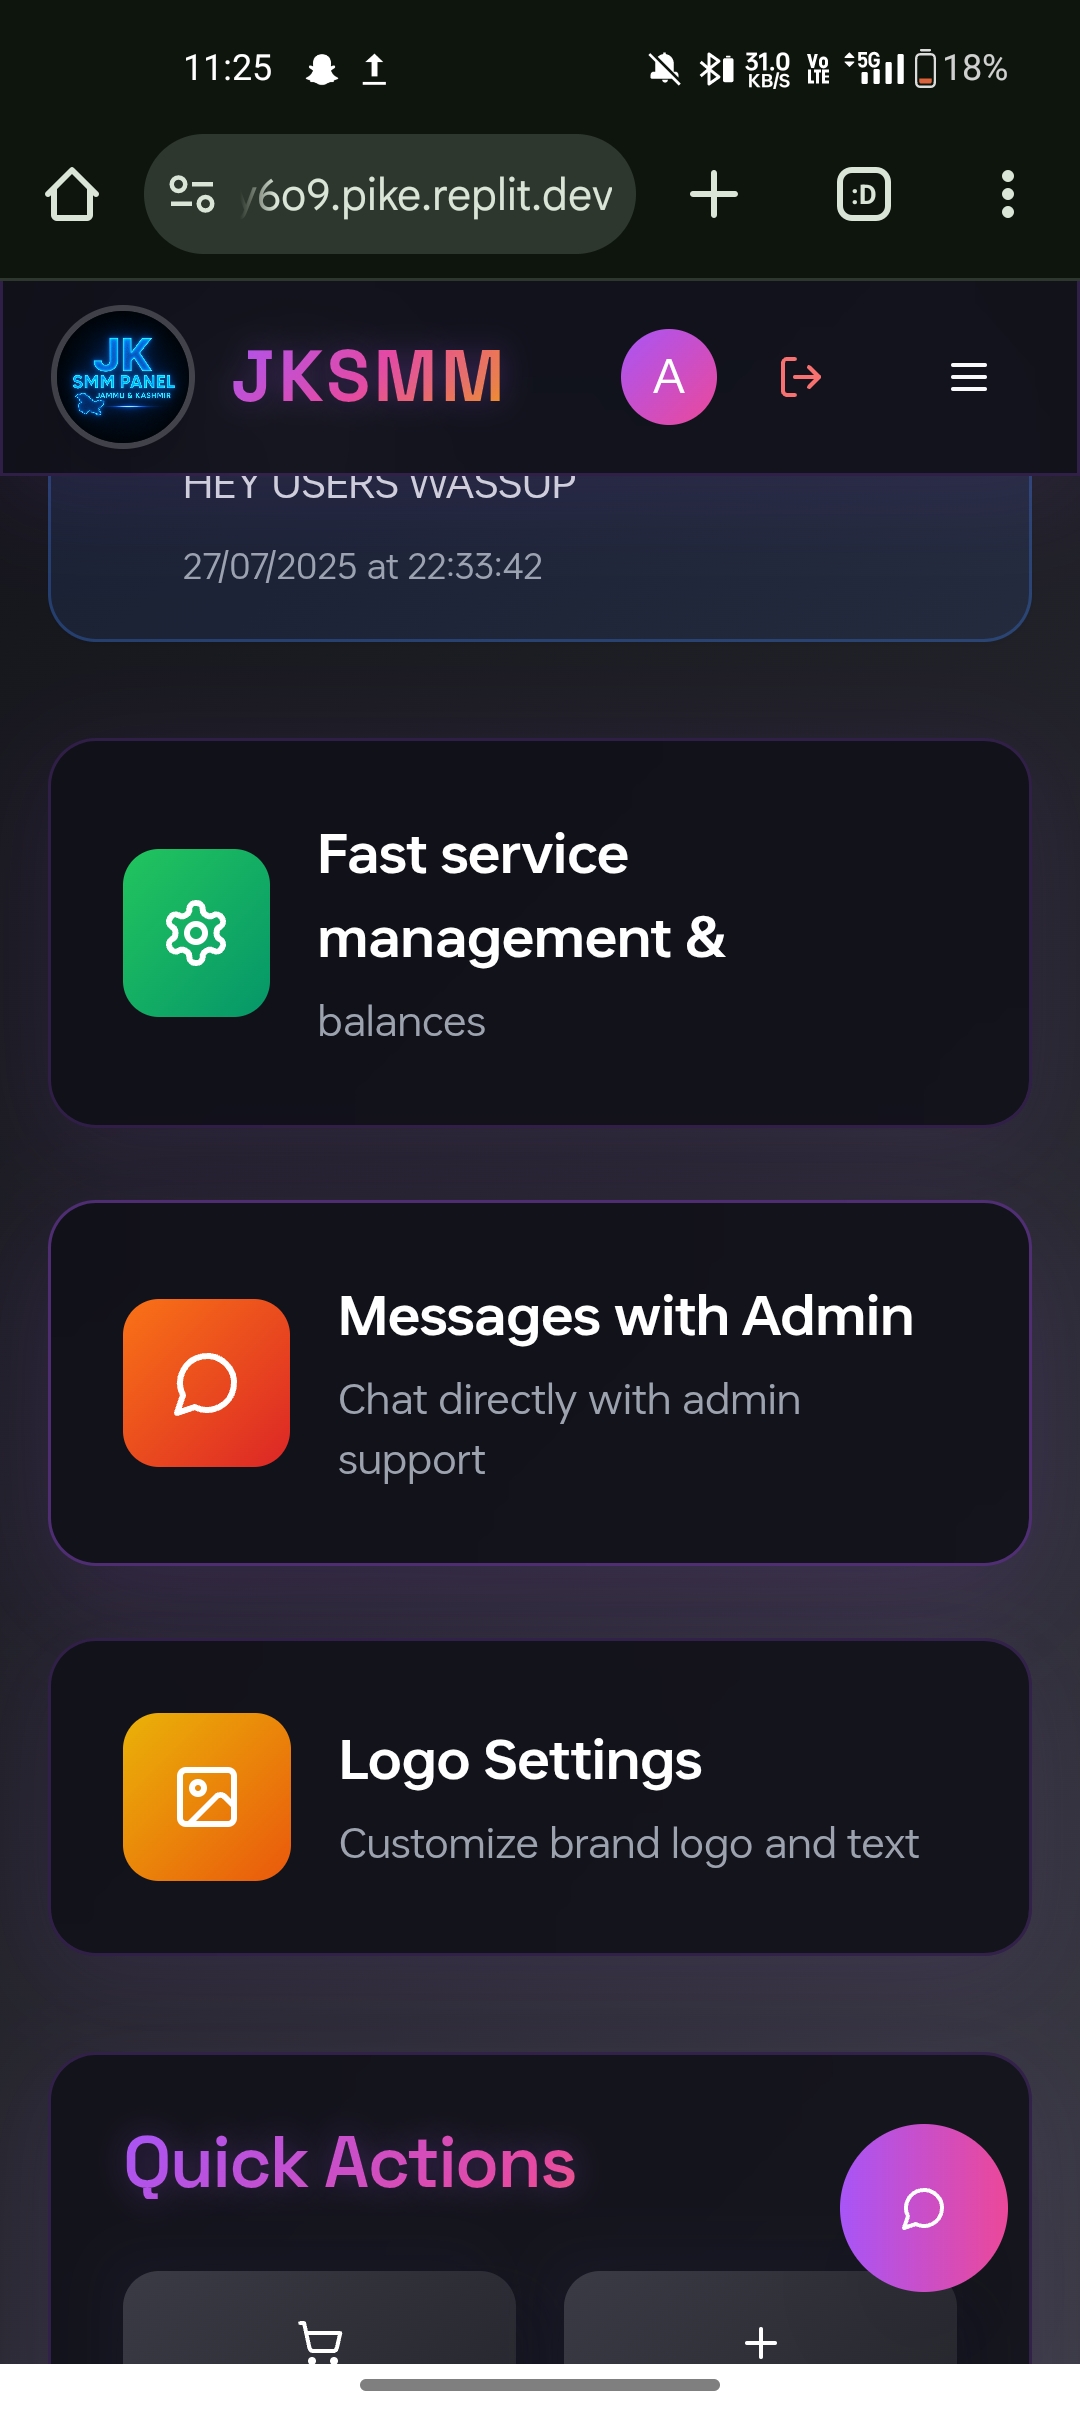 11:25
31.0
KB/S
Vo
LTE
5G
18%
y6o9.pike.replit.dev
:D
JK
SMM PANEL
JAMMU & KASHMIR
JKSMM
A
HEY USERS WASSUP
27/07/2025 at 22:33:42
Fast service
management &
balances
Messages with Admin
Chat directly with admin
support
Logo Settings
Customize brand logo and text
Quick Actions